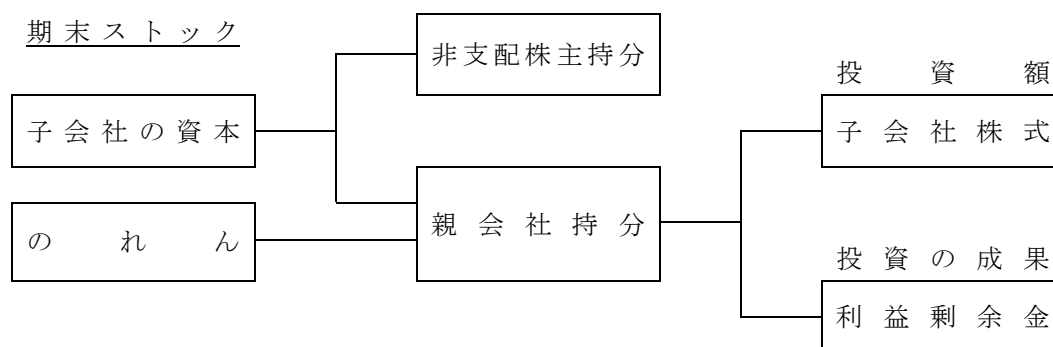 期末ストック
非支配株主持分
投資額
子会社の資本
子会社株式
親会社持分
のれん
投資の成果
利益剰余金